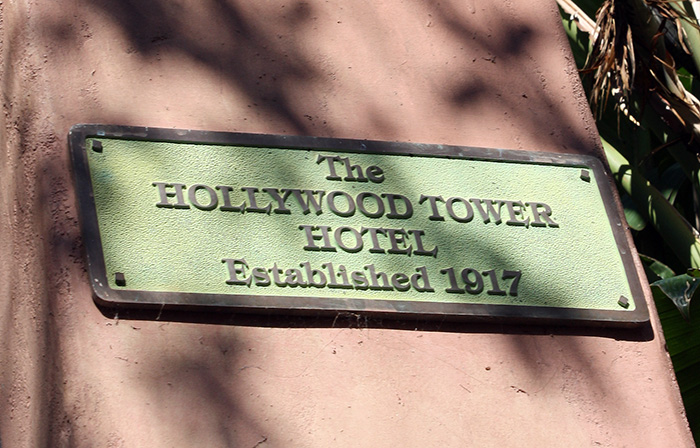 The
HOLLYWOOD TOWER
HOTEL
Established 1917